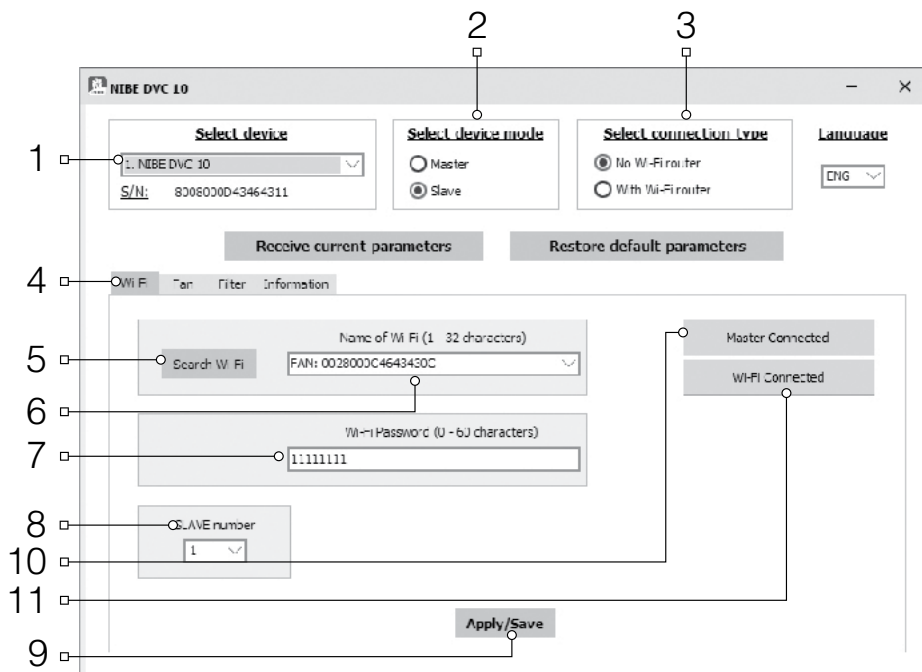 2
3
NIBE DVC 10
Select device
Select device mode
Select connection type
Language
1
1. NIBE DVC 10
Master
No Wi-Fi router
ENG
S/N: 8008000D43464311
Slave
With Wi-Fi router
Receive current parameters
Restore default parameters
4
Wi Fi
Fan
Filter
Information
Name of Wi Fi (1 - 32 characters)
Master Connected
5
Search Wi Fi
FAN: 0028000C4643430C
Wi-Fi Connected
6
Wi-Fi Password (0 - 60 characters)
7
11111111
8
SLAVE number
1
10
11
Apply/Save
9